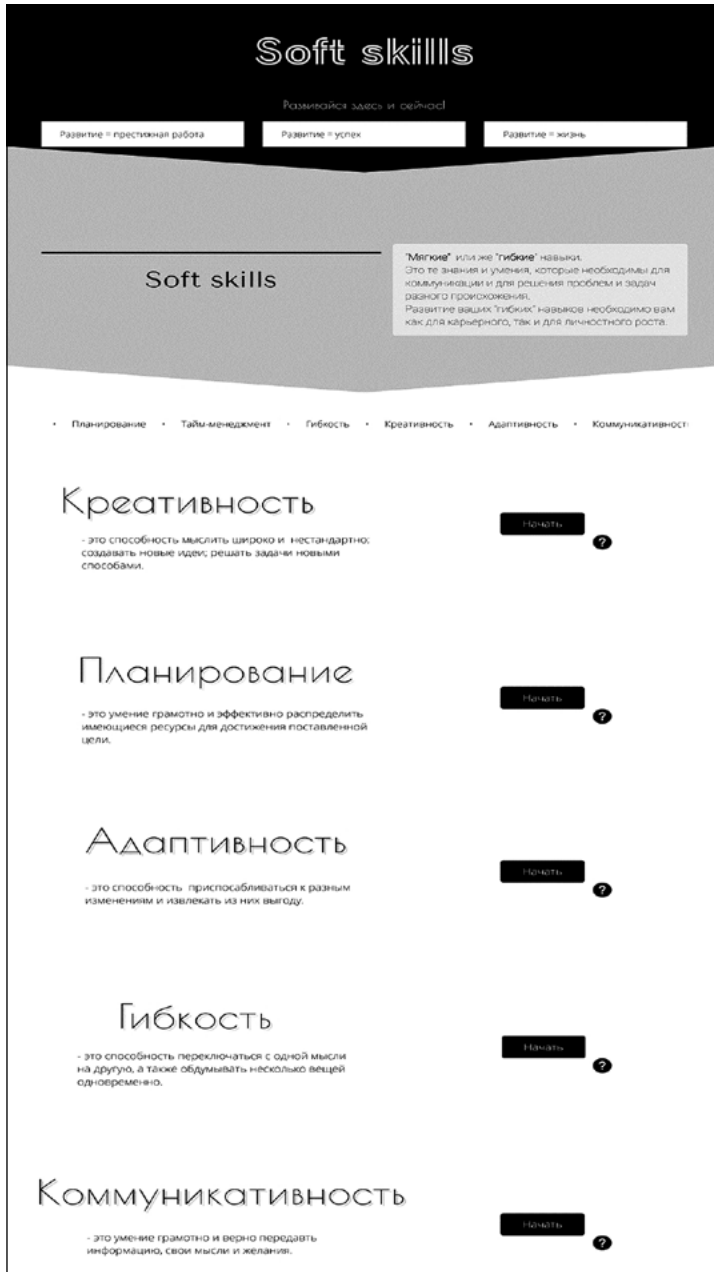 Soft skills
Развивайся здесь и сейчас!
Развитие = престижная работа
Развитие = успех
Развитие = жизнь
Soft skills
"Мягкие" или же "гибкие" навыки.
Это те знания и умения, которые необходимы для
коммуникации и для решения проблем и задач
разного происхожения.
Развитие ваших "гибких" навыков необходимо вам
как для карьерного, так и для личностного роста.
• Планирование • Тайм-менеджмент • Гибкость • Креативность • Адаптивность • Коммуникативност
Креативность
- это способность мыслить широко и нестандартно;
создавать новые идеи; решать задачи новыми
способами.
Начать
?
Планирование
- это умение грамотно и эффективно распределить
имеющиеся ресурсы для достижения поставленной
цели.
Начать
?
Адаптивность
- это способность приспосабливаться к разным
изменениям и извлекать из них выгоду.
Начать
?
Гибкость
- это способность переключаться с одной мысли
на другую, а также обдумывать несколько вещей
одновременно.
Начать
?
Коммуникативность
- это умение грамотно и верно передавть
информацию, свои мысли и желания.
Начать
?